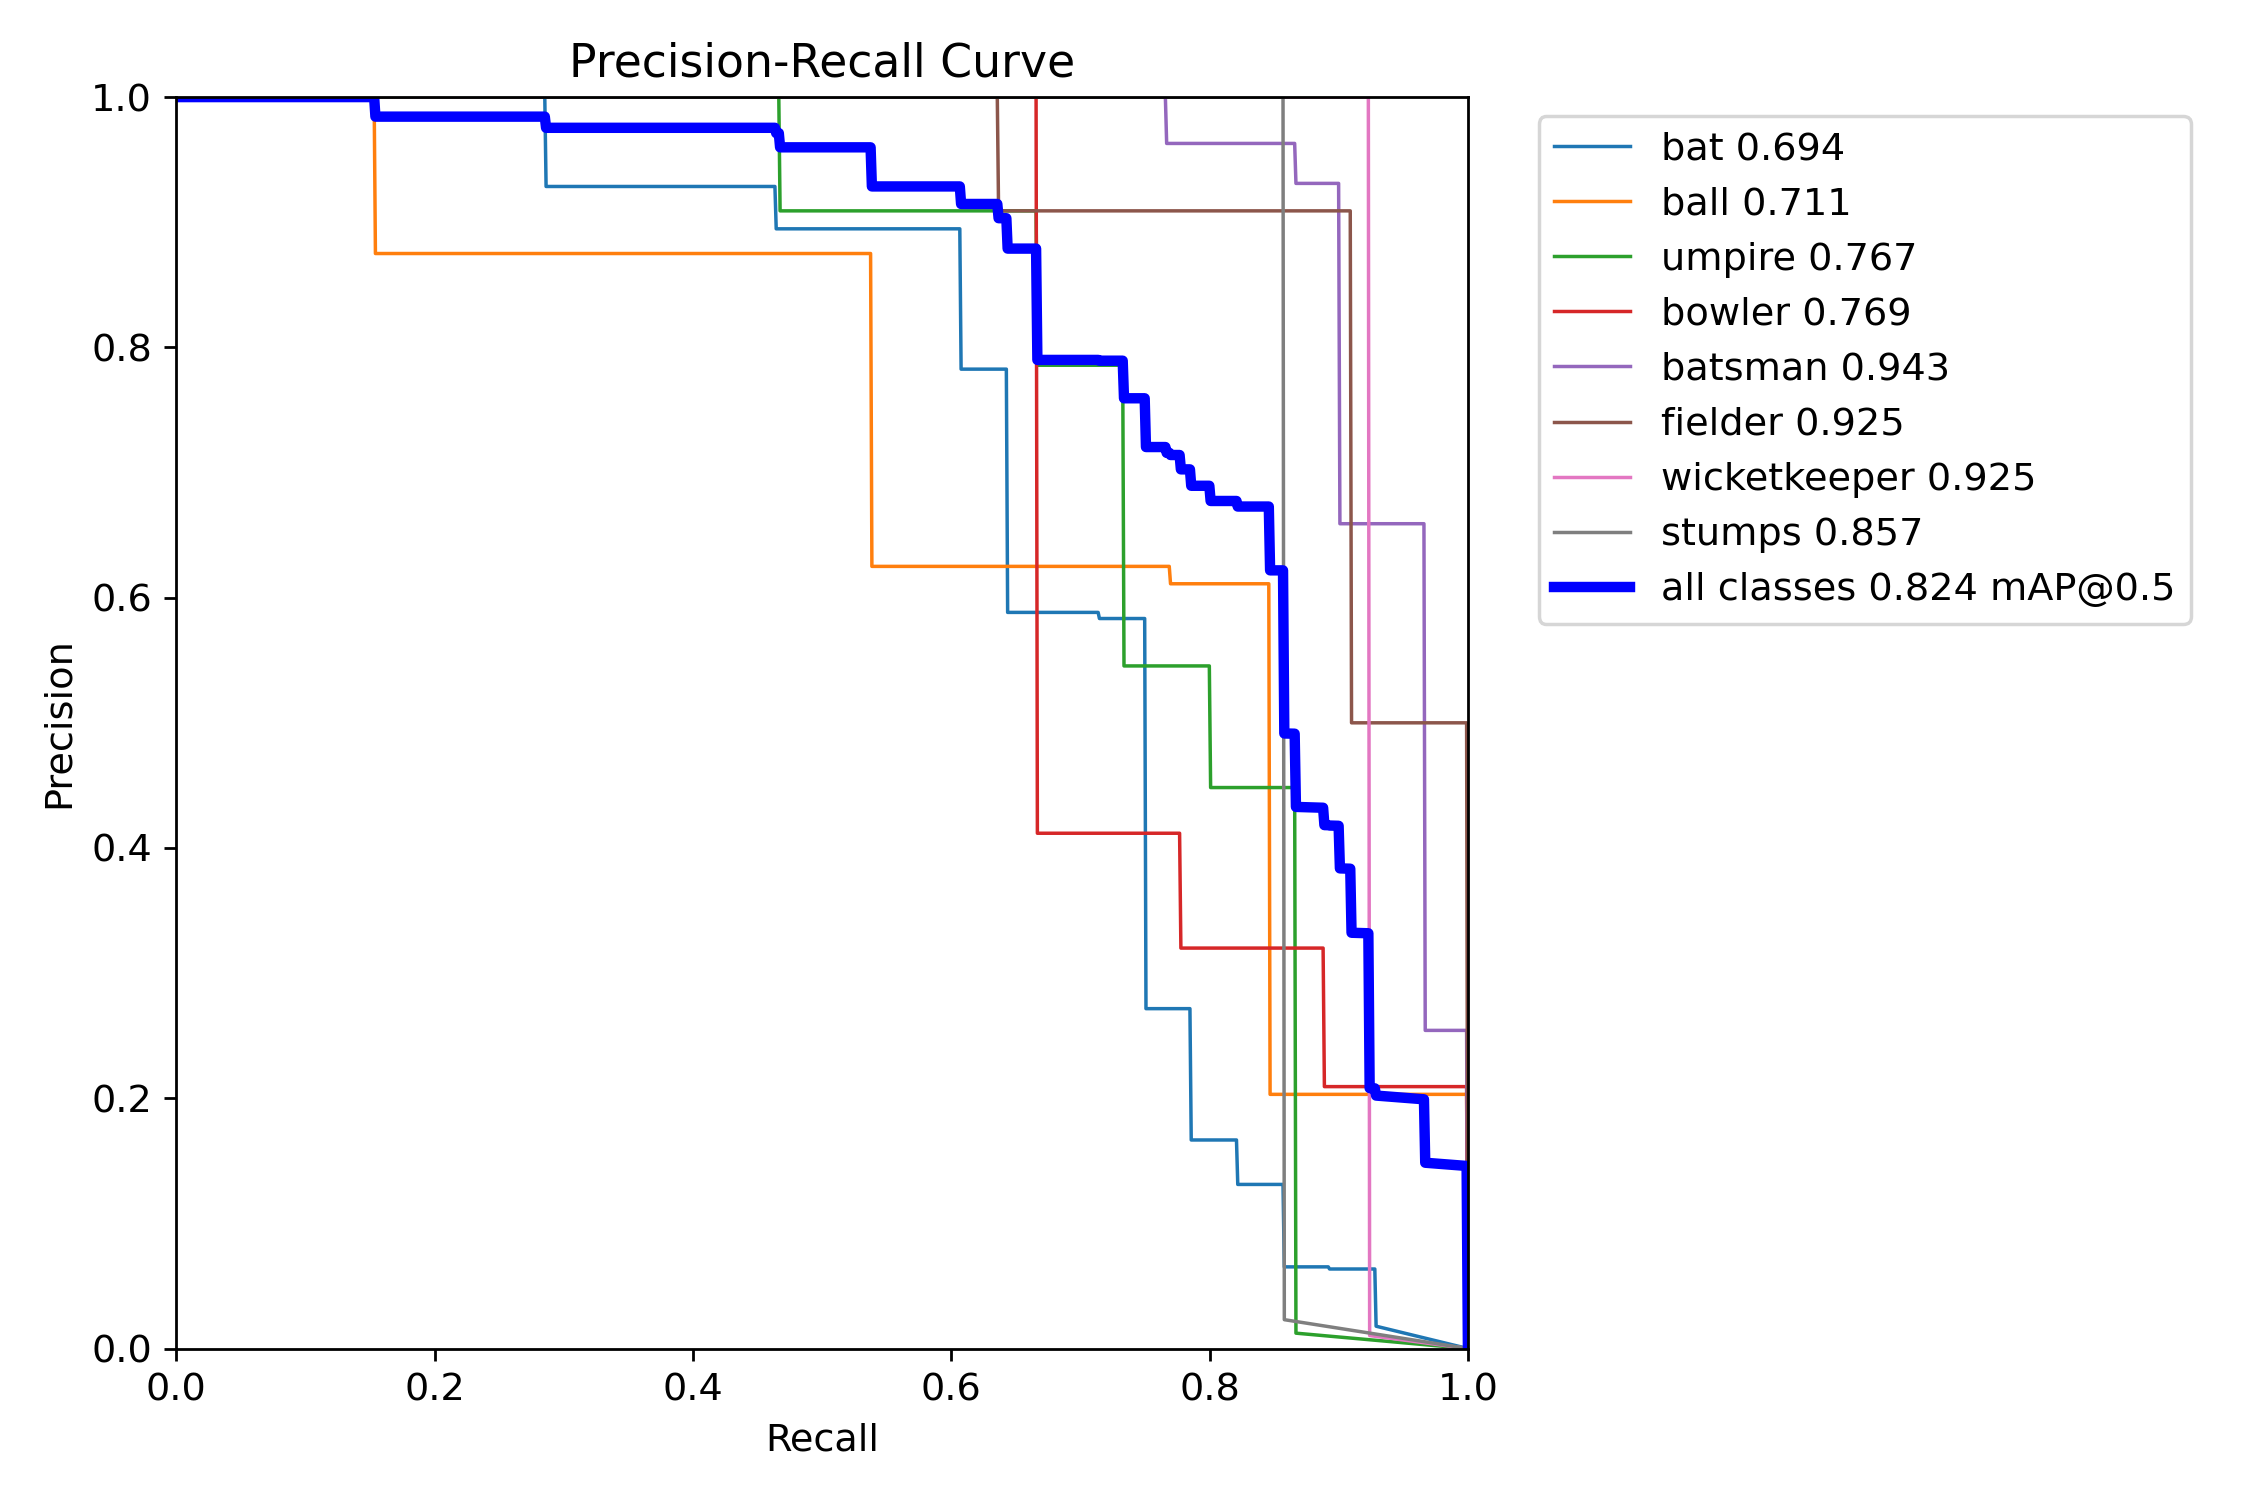 Precision-Recall Curve
1.0
0.8
0.6
0.4
0.2
0.0
Precision
0.0 0.2 0.4 0.6 0.8 1.0
Recall
bat 0.694
ball 0.711
umpire 0.767
bowler 0.769
batsman 0.943
fielder 0.925
wicketkeeper 0.925
stumps 0.857
all classes 0.824 mAP@0.5